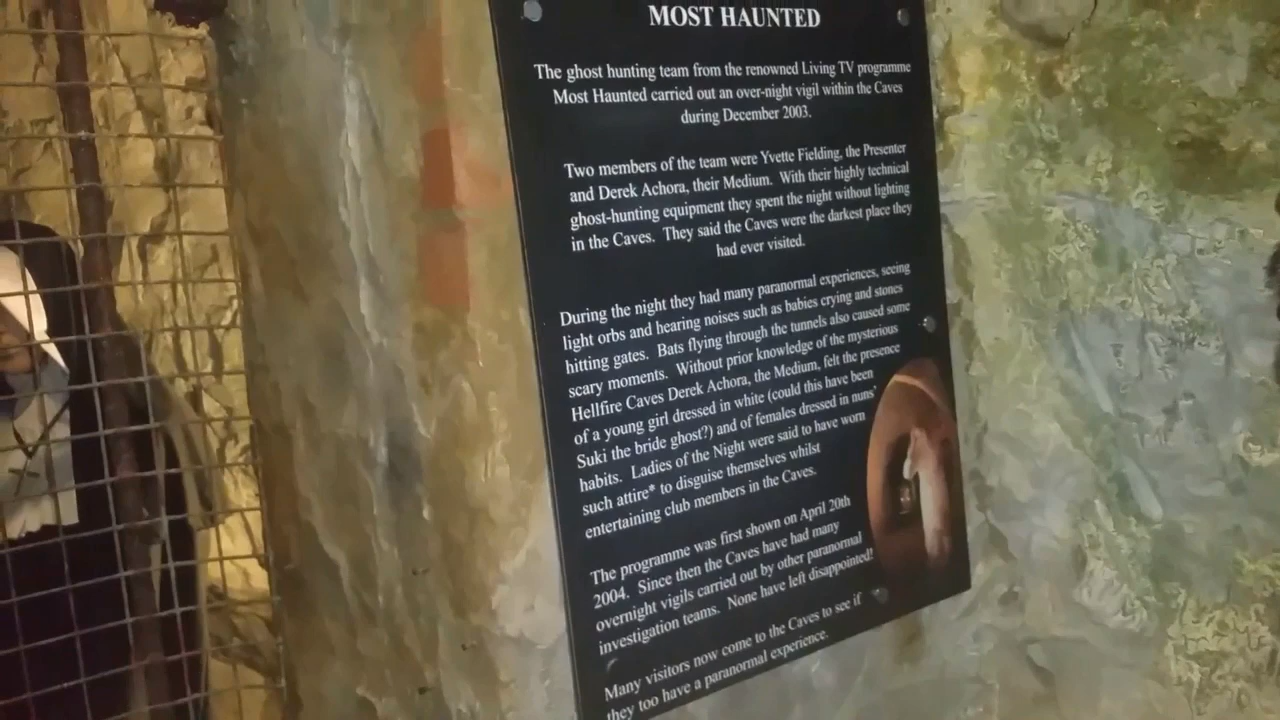 MOST HAUNTED
The ghost hunting team from the renowned Living TV programme
Most Haunted carried out an over-night vigil within the Caves
during December 2003.
Two members of the team were Yvette Fielding, the Presenter
and Derek Achora, their Medium. With their highly technical
ghost-hunting equipment they spent the night without lighting
in the Caves. They said the Caves were the darkest place they
had ever visited.
During the night they had many paranormal experiences, seeing
light orbs and hearing noises such as babies crying and stones
hitting gates. Bats flying through the tunnels also caused some
scary moments. Without prior knowledge of the mysterious
Hellfire Caves Derek Achora, the Medium, felt the presence
of a young girl dressed in white (could this have been
Suki the bride ghost?) and of females dressed in nuns'
habits. Ladies of the Night were said to have worn
such attire* to disguise themselves whilst
entertaining club members in the Caves.
The programme was first shown on April 20th
2004. Since then the Caves have had many
overnight vigils carried out by other paranormal
investigation teams. None have left disappointed!
Many visitors now come to the Caves to see if
they too have a paranormal experience.